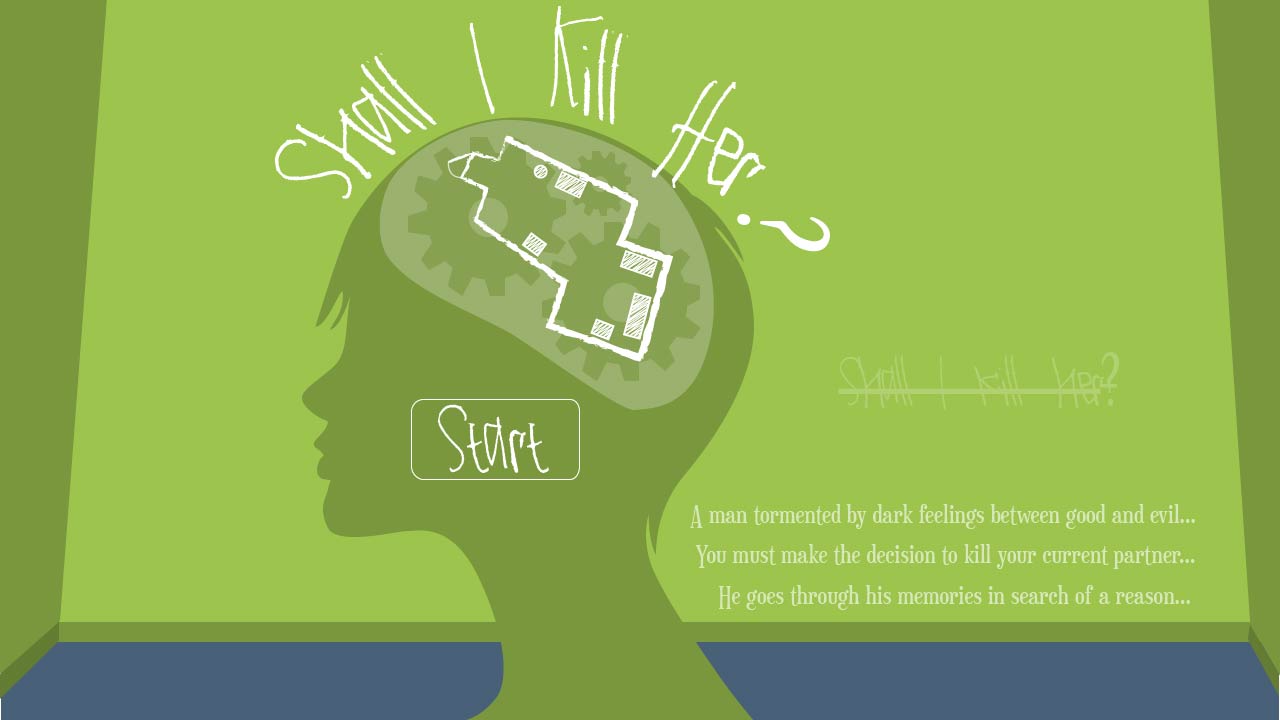 Shall I Kill Her?
Shall I Kill Her?
Start
A man tormented by dark feelings between good and evil...
You must make the decision to kill your current partner...
He goes through his memories in search of a reason...